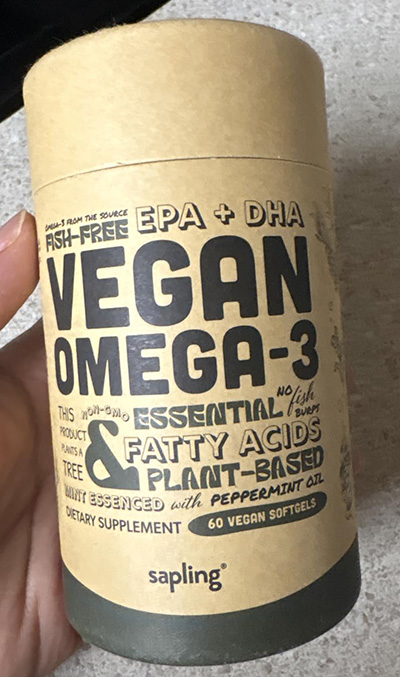 OMEGA-3 FROM THE SOURCE
FISH-FREE EPA + DHA
VEGAN
OMEGA-3
THIS
PRODUCT
PLANTS A
TREE
NON-GMO
&
ESSENTIAL
NO fish BURPS
FATTY ACIDS
PLANT-BASED
MINT ESSENCED with PEPPERMINT OIL
DIETARY SUPPLEMENT 60 VEGAN SOFTGELS
sapling®